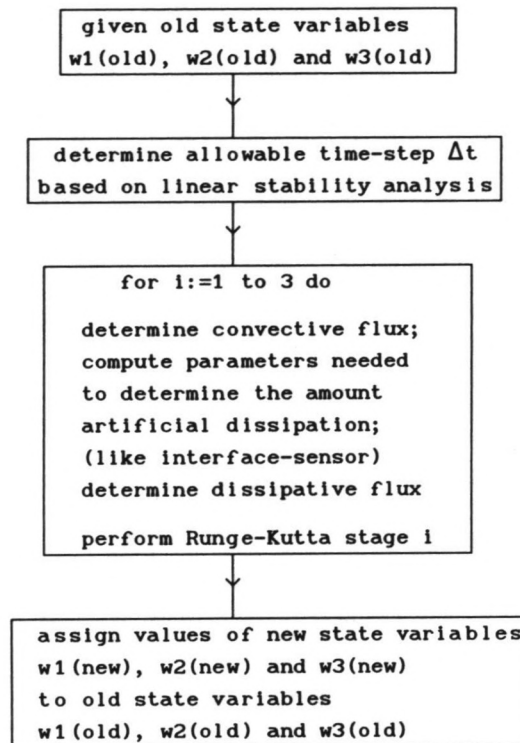 given old state variables
w1(old), w2(old) and w3(old)
determine allowable time-step Δt
based on linear stability analysis
for i:=1 to 3 do
determine convective flux;
compute parameters needed
to determine the amount
artificial dissipation;
(like interface-sensor)
determine dissipative flux
perform Runge-Kutta stage i
assign values of new state variables
w1(new), w2(new) and w3(new)
to old state variables
w1(old), w2(old) and w3(old)